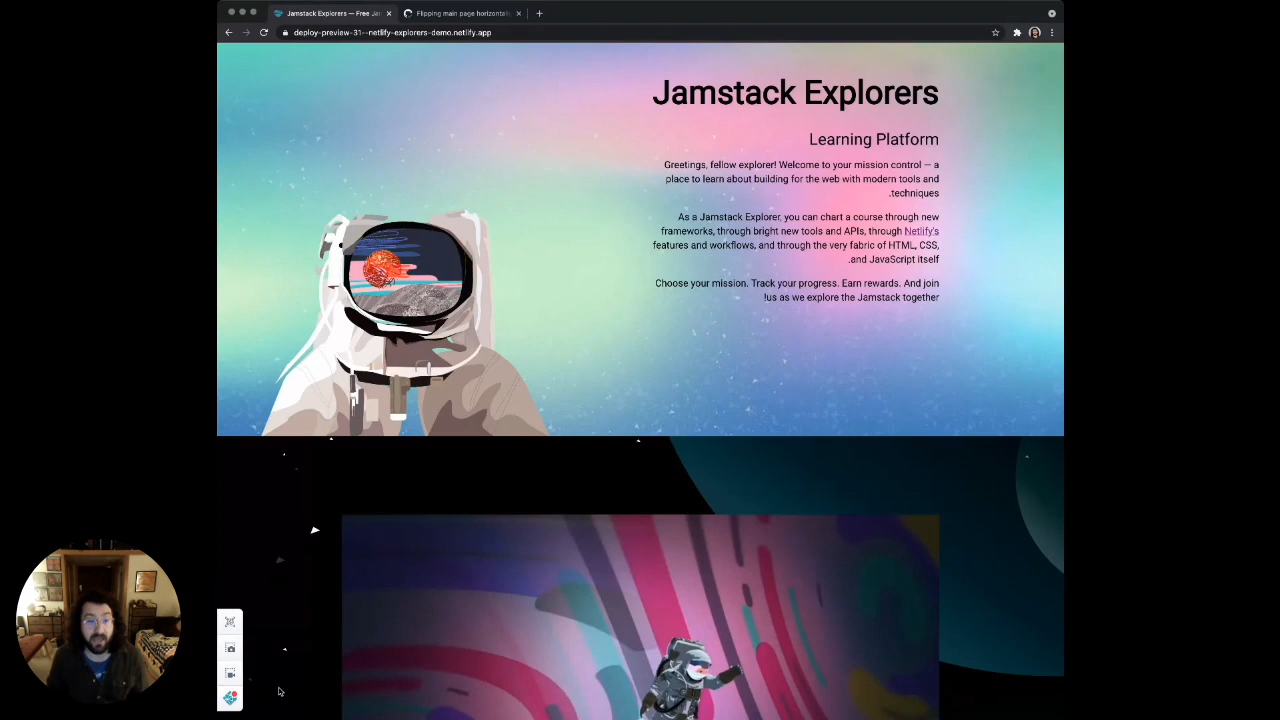 Jamstack Explorers — Free Jam
Flipping main page horizontall
deploy-preview-31--netlify-explorers-demo.netlify.app
Jamstack Explorers
Learning Platform
Greetings, fellow explorer! Welcome to your mission control — a
place to learn about building for the web with modern tools and
.techniques
As a Jamstack Explorer, you can chart a course through new
frameworks, through bright new tools and APIs, through Netlify's
features and workflows, and through the very fabric of HTML, CSS,
.and JavaScript itself
Choose your mission. Track your progress. Earn rewards. And join
!us as we explore the Jamstack together